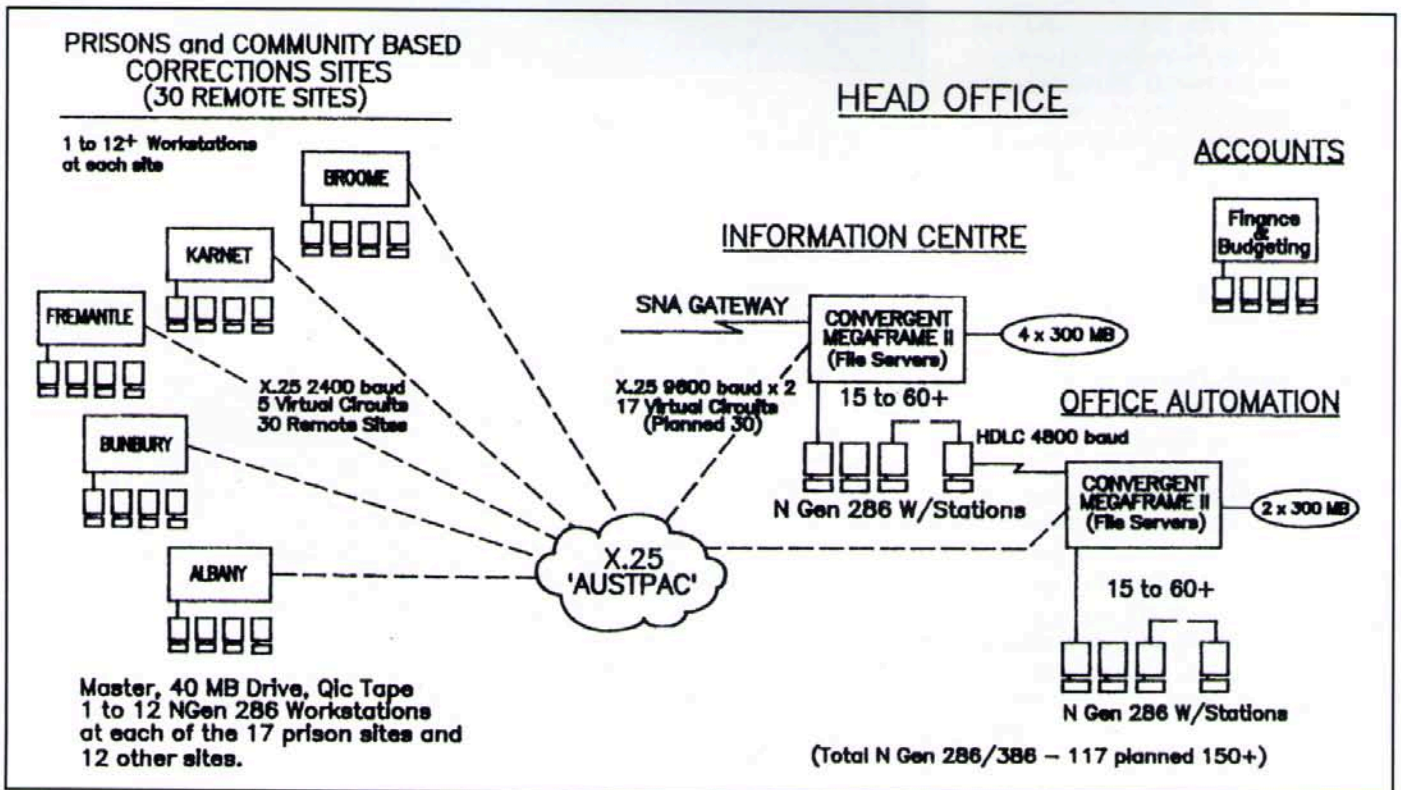 PRISONS and COMMUNITY BASED
CORRECTIONS SITES
(30 REMOTE SITES)
1 to 12+ Workstations
at each site
BROOME
KARNET
FREMANTLE
BUNBURY
ALBANY
X.25 2400 baud
5 Virtual Circuits
30 Remote Sites
Master, 40 MB Drive, Qic Tape
1 to 12 NGen 286 Workstations
at each of the 17 prison sites and
12 other sites.
X.25
'AUSTPAC'
HEAD OFFICE
ACCOUNTS
Finance
&
Budgeting
INFORMATION CENTRE
SNA GATEWAY
CONVERGENT
MEGAFRAME II
(File Servers)
4 x 300 MB
X.25 9600 baud x 2
17 Virtual Circuits
(Planned 30)
15 to 60+
N Gen 286 W/Stations
OFFICE AUTOMATION
HDLC 4800 baud
CONVERGENT
MEGAFRAME II
(File Servers)
2 x 300 MB
15 to 60+
N Gen 286 W/Stations
(Total N Gen 286/386 – 117 planned 150+)